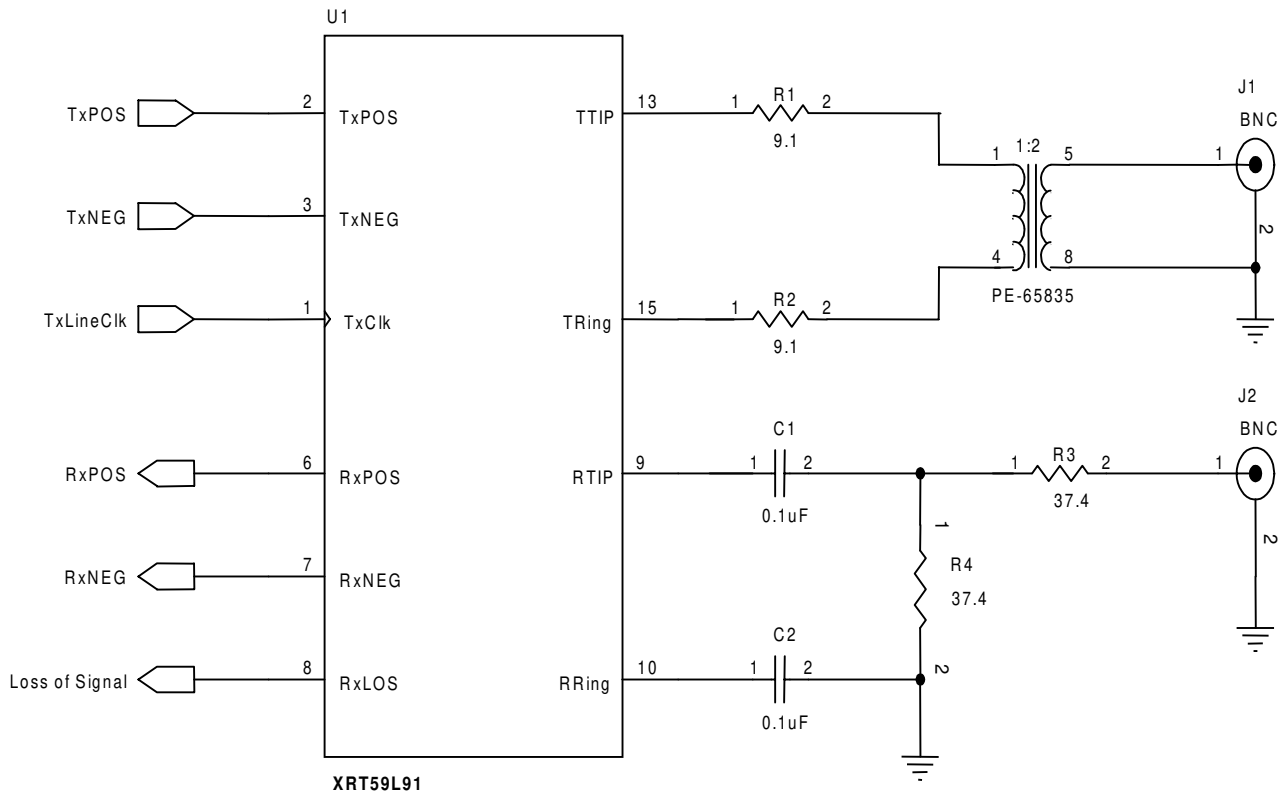 U1
TxPOS
2
TxPOS
TTIP
13
1
R1
2
9.1
J1
BNC
1:2
1
5
1
2
TxNEG
3
TxNEG
4
8
PE-65835
TxLineClk
1
TxClk
TRing
15
1
R2
2
9.1
J2
BNC
RxPOS
6
RxPOS
RTIP
9
1
C1
2
0.1uF
1
R3
2
37.4
1
2
1
R4
37.4
2
RxNEG
7
RxNEG
Loss of Signal
8
RxLOS
RRing
10
1
C2
2
0.1uF
XRT59L91